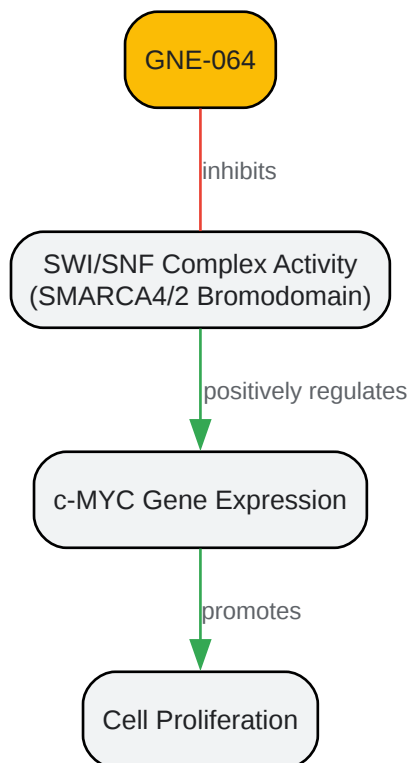 GNE-064
inhibits
SWI/SNF Complex Activity
(SMARCA4/2 Bromodomain)
positively regulates
c-MYC Gene Expression
promotes
Cell Proliferation